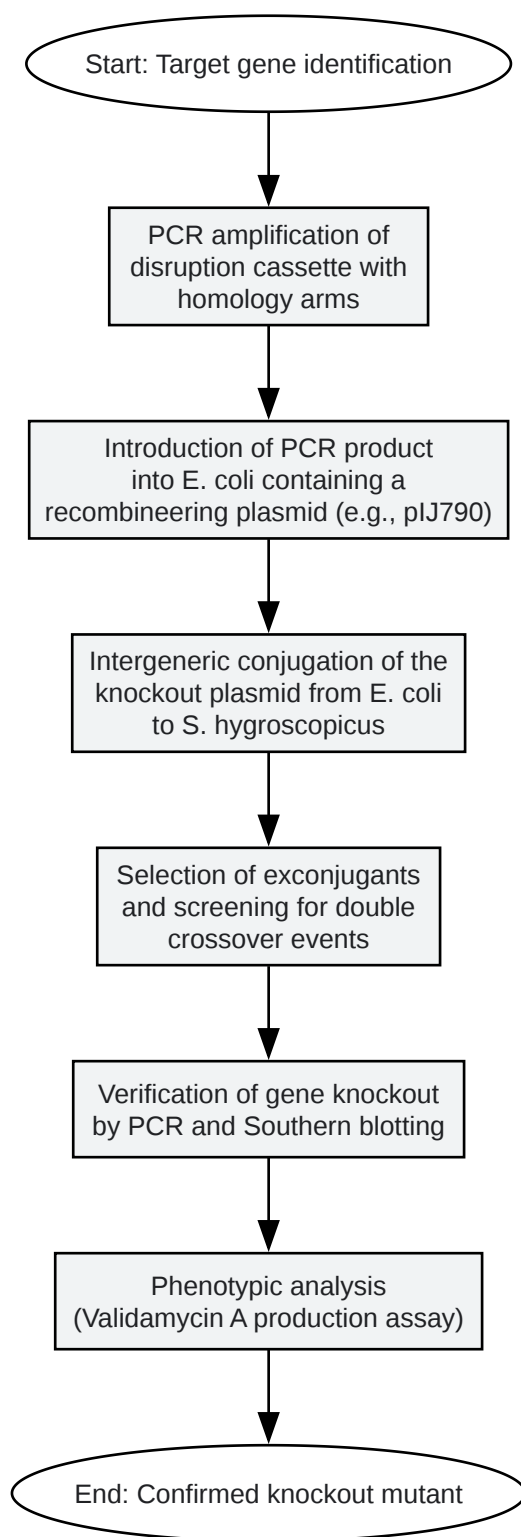 Start: Target gene identification
PCR amplification of
disruption cassette with
homology arms
Introduction of PCR product
into E. coli containing a
recombineering plasmid (e.g., pIJ790)
Intergeneric conjugation of the
knockout plasmid from E. coli
to S. hygroscopicus
Selection of exconjugants
and screening for double
crossover events
Verification of gene knockout
by PCR and Southern blotting
Phenotypic analysis
(Validamycin A production assay)
End: Confirmed knockout mutant